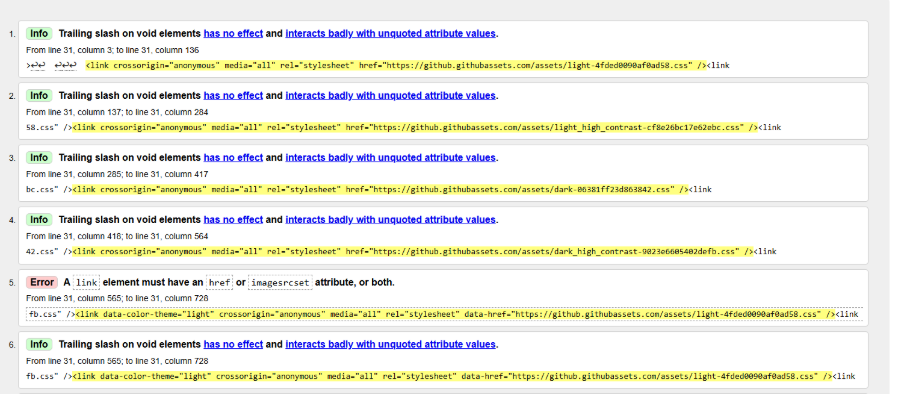 1. Info Trailing slash on void elements has no effect and interacts badly with unquoted attribute values.
From line 31, column 3; to line 31, column 136
>↩↩ ↩↩↩ <link crossorigin="anonymous" media="all" rel="stylesheet" href="https://github.githubassets.com/assets/light-4fded0090af0ad58.css" /><link
2. Info Trailing slash on void elements has no effect and interacts badly with unquoted attribute values.
From line 31, column 137; to line 31, column 284
58.css" /><link crossorigin="anonymous" media="all" rel="stylesheet" href="https://github.githubassets.com/assets/light_high_contrast-cf8e26bc17e62ebc.css" /><link
3. Info Trailing slash on void elements has no effect and interacts badly with unquoted attribute values.
From line 31, column 285; to line 31, column 417
bc.css" /><link crossorigin="anonymous" media="all" rel="stylesheet" href="https://github.githubassets.com/assets/dark-06381ff23d863842.css" /><link
4. Info Trailing slash on void elements has no effect and interacts badly with unquoted attribute values.
From line 31, column 418; to line 31, column 564
42.css" /><link crossorigin="anonymous" media="all" rel="stylesheet" href="https://github.githubassets.com/assets/dark_high_contrast-9023e6605402defb.css" /><link
5. Error A link element must have an href or imagesrcset attribute, or both.
From line 31, column 565; to line 31, column 728
fb.css" /><link data-color-theme="light" crossorigin="anonymous" media="all" rel="stylesheet" data-href="https://github.githubassets.com/assets/light-4fded0090af0ad58.css" /><link
6. Info Trailing slash on void elements has no effect and interacts badly with unquoted attribute values.
From line 31, column 565; to line 31, column 728
fb.css" /><link data-color-theme="light" crossorigin="anonymous" media="all" rel="stylesheet" data-href="https://github.githubassets.com/assets/light-4fded0090af0ad58.css" /><link